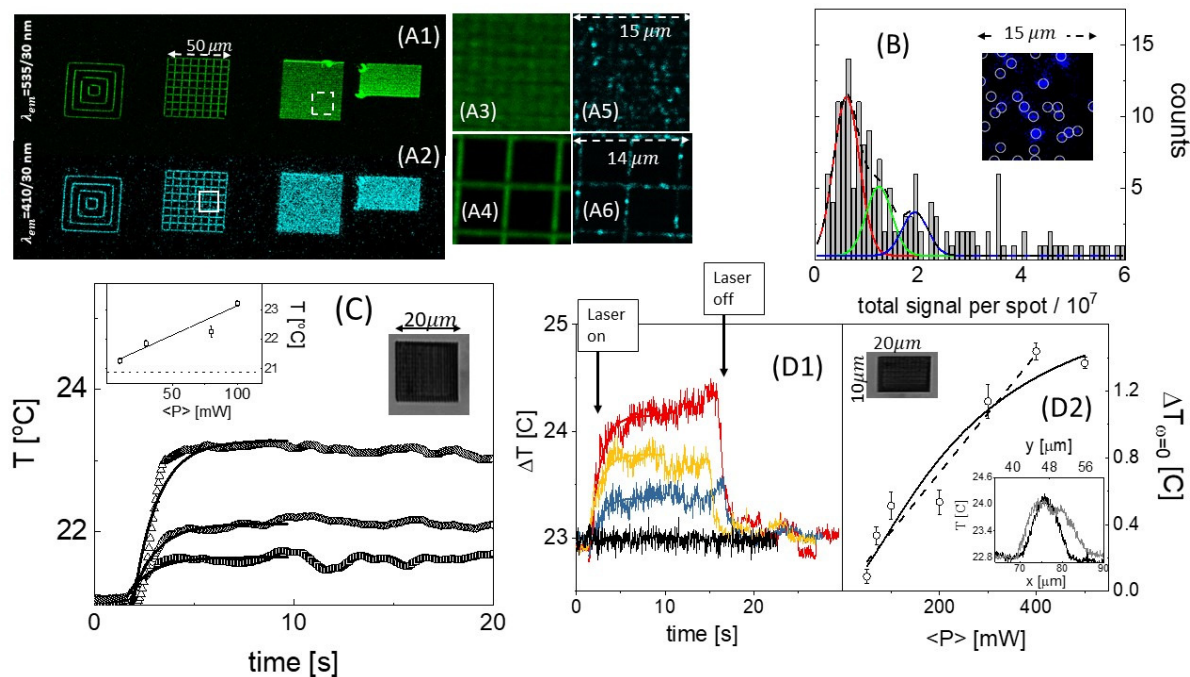 λem=535/30 nm
50 μm
(A1)
λem=410/30 nm
(A2)
(A3)
15 μm
(A5)
(A4)
14 μm
(A6)
(B)
15 μm
15
10
5
counts
0 2 4 6
total signal per spot / 10⁷
T [ºC]
24
22
0 10 20
time [s]
(C)
20μm
23
22
21
T [ºC]
50 100
<P> [mW]
Laser on
Laser off
(D1)
25
24
23
ΔT [C]
0 10 20
time [s]
20μm
10μm
(D2)
1.2
0.8
0.4
0.0
ΔTω=0 [C]
200 400
<P> [mW]
y [μm]
40 48 56
24.6
24.0
23.4
22.8
T [C]
70 80 90
x [μm]